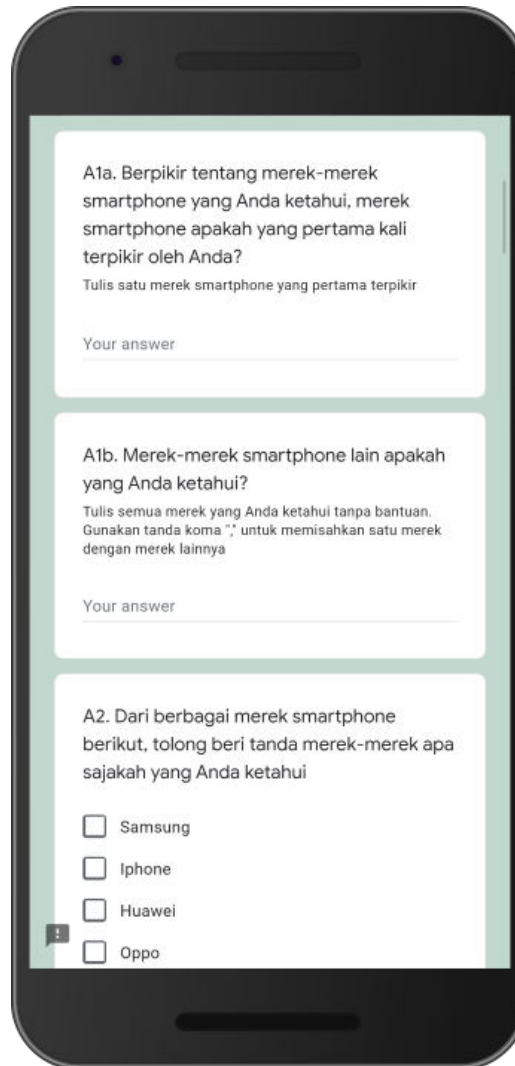 A1a. Berpikir tentang merek-merek
smartphone yang Anda ketahui, merek
smartphone apakah yang pertama kali
terpikir oleh Anda?
Tulis satu merek smartphone yang pertama terpikir
Your answer
A1b. Merek-merek smartphone lain apakah
yang Anda ketahui?
Tulis semua merek yang Anda ketahui tanpa bantuan.
Gunakan tanda koma "," untuk memisahkan satu merek
dengan merek lainnya
Your answer
A2. Dari berbagai merek smartphone
berikut, tolong beri tanda merek-merek apa
sajakah yang Anda ketahui
Samsung
Iphone
Huawei
Oppo